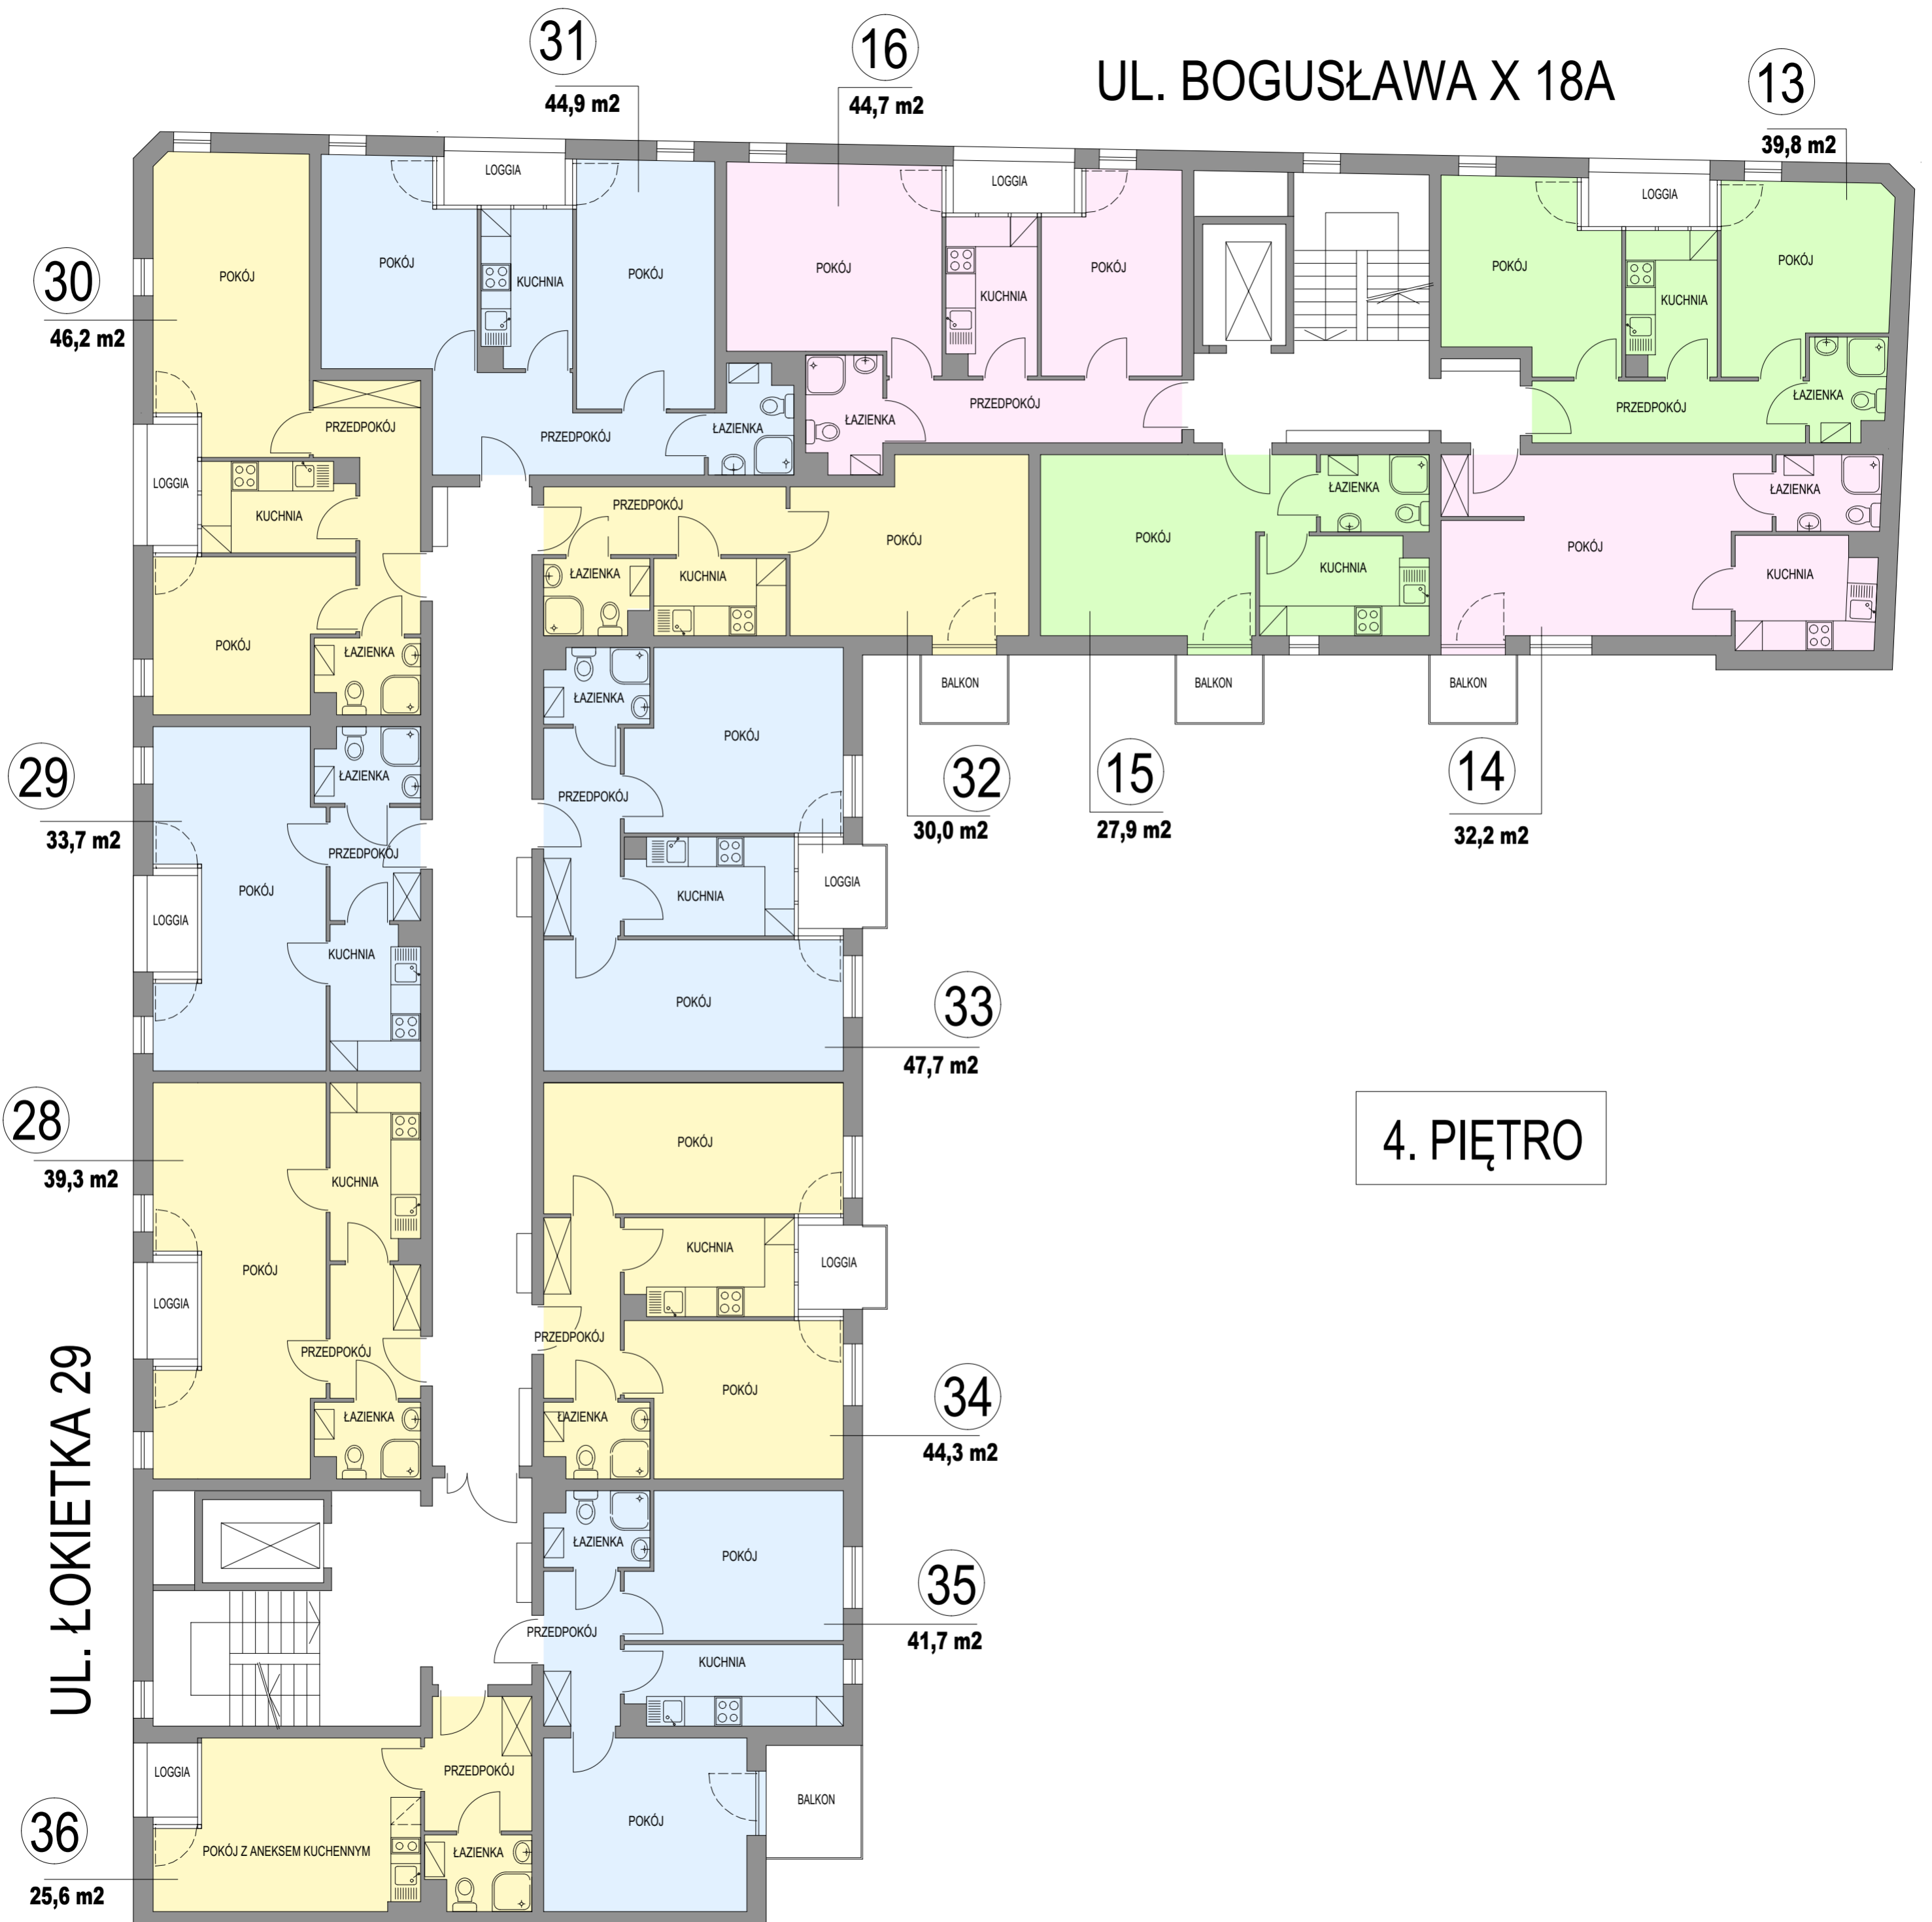 31
44,9 m2
16
44,7 m2
UL. BOGUSŁAWA X 18A
13
39,8 m2
LOGGIA
LOGGIA
LOGGIA
POKÓJ
POKÓJ
KUCHNIA
POKÓJ
POKÓJ
KUCHNIA
POKÓJ
POKÓJ
KUCHNIA
POKÓJ
30
46,2 m2
PRZEDPOKÓJ
PRZEDPOKÓJ
ŁAZIENKA
ŁAZIENKA
PRZEDPOKÓJ
PRZEDPOKÓJ
ŁAZIENKA
LOGGIA
KUCHNIA
PRZEDPOKÓJ
POKÓJ
POKÓJ
ŁAZIENKA
POKÓJ
ŁAZIENKA
ŁAZIENKA
KUCHNIA
KUCHNIA
KUCHNIA
POKÓJ
ŁAZIENKA
ŁAZIENKA
BALKON
BALKON
BALKON
29
33,7 m2
ŁAZIENKA
PRZEDPOKÓJ
POKÓJ
LOGGIA
KUCHNIA
POKÓJ
PRZEDPOKÓJ
KUCHNIA
LOGGIA
POKÓJ
32
30,0 m2
15
27,9 m2
14
32,2 m2
33
47,7 m2
28
39,3 m2
KUCHNIA
POKÓJ
LOGGIA
PRZEDPOKÓJ
ŁAZIENKA
POKÓJ
KUCHNIA
LOGGIA
PRZEDPOKÓJ
POKÓJ
ŁAZIENKA
4. PIĘTRO
34
44,3 m2
UL. ŁOKIETKA 29
ŁAZIENKA
POKÓJ
PRZEDPOKÓJ
KUCHNIA
35
41,7 m2
LOGGIA
PRZEDPOKÓJ
POKÓJ
BALKON
36
25,6 m2
POKÓJ Z ANEKSEM KUCHENNYM
ŁAZIENKA